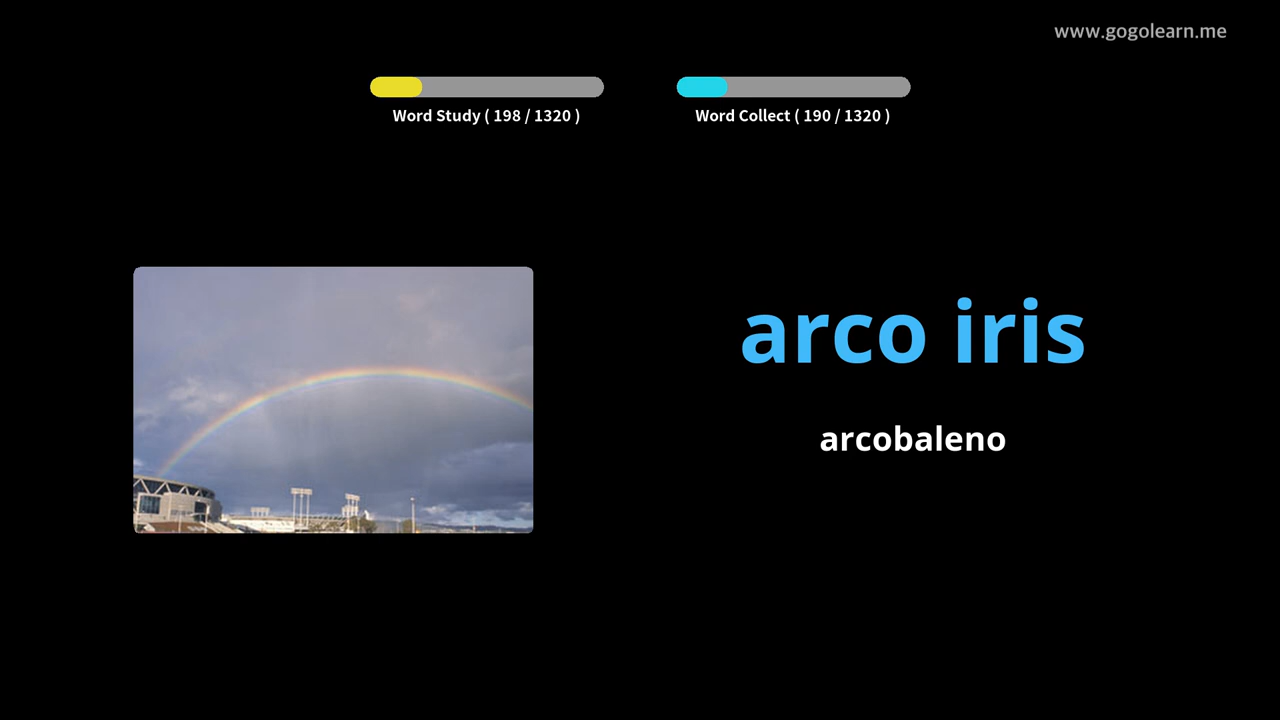 www.gogolearn.me
Word Study ( 198 / 1320 )
Word Collect ( 190 / 1320 )
arco iris
arcobaleno